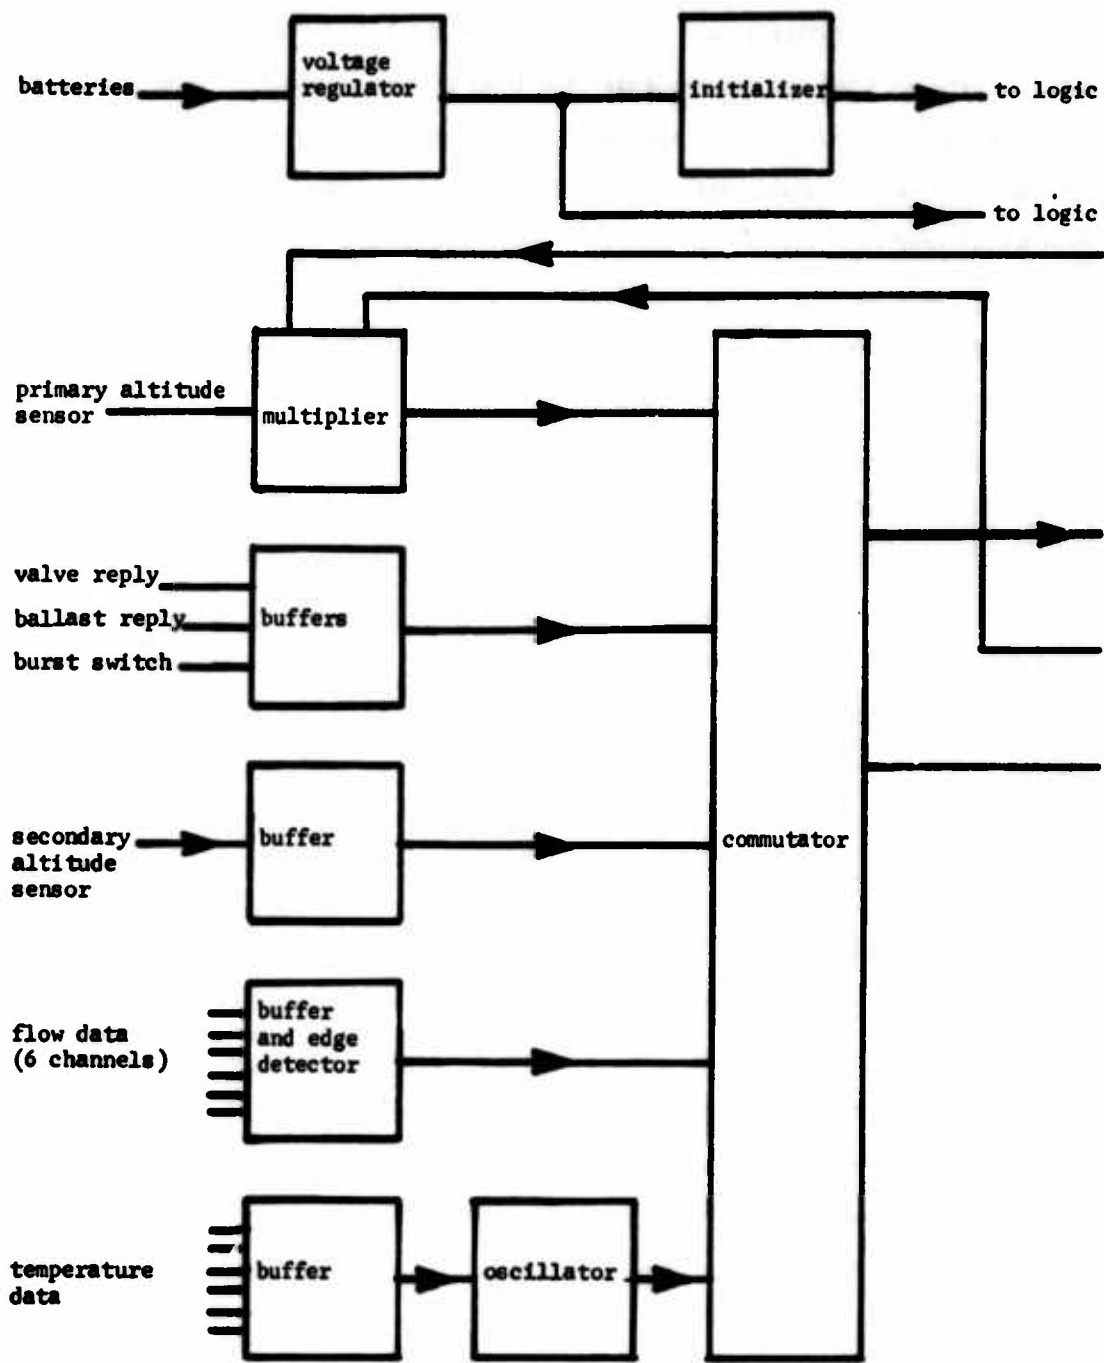 batteries
voltage
regulator
initializer
to logic
to logic
primary altitude
sensor
multiplier
valve reply
ballast reply
burst switch
buffers
secondary
altitude
sensor
buffer
commutator
flow data
(6 channels)
buffer
and edge
detector
temperature
data
buffer
oscillator